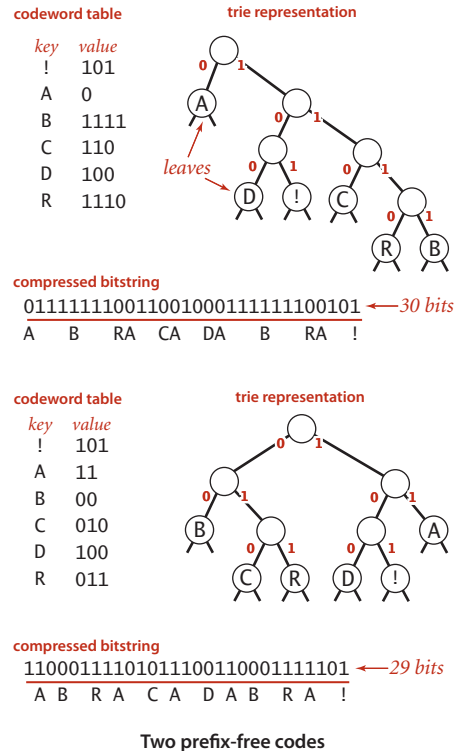 codeword table
trie representation
key value
! 101
A 0
B 1111
C 110
D 100
R 1110
0 1
A
0 1
leaves
0 1
0 1
D ! C
0 1
R B
compressed bitstring
011111110011001000111111100101
30 bits
A B RA CA DA B RA !
codeword table
trie representation
key value
! 101
A 11
B 00
C 010
D 100
R 011
0 1
0 1
0 1
B A
0 1
0 1
C R D !
compressed bitstring
11000111101011100110001111101
29 bits
A B R A C A D A B R A !
Two prefix-free codes